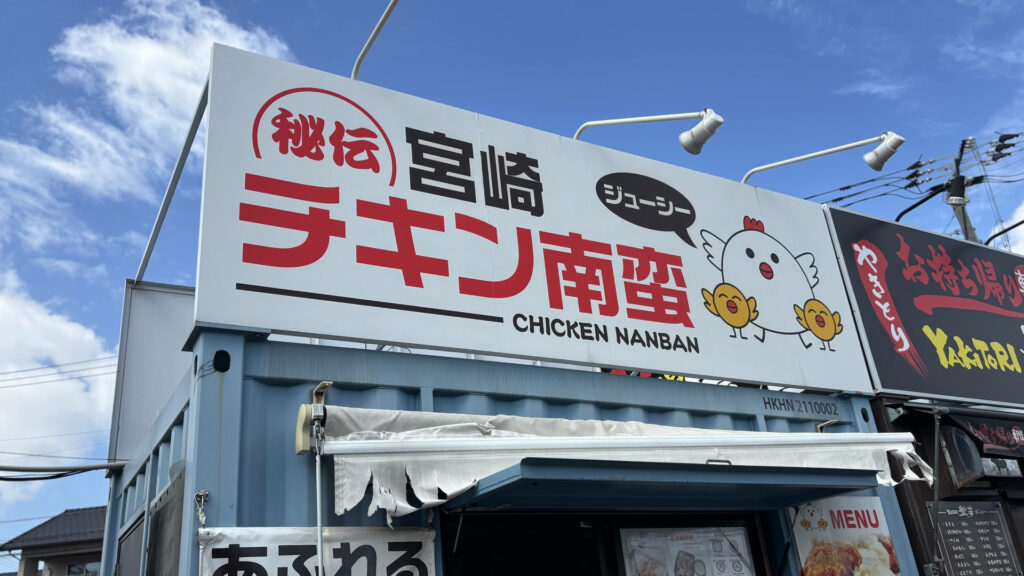 秘伝
宮崎
ジューシー
チキン南蛮
CHICKEN NANBAN
やきとり
お持ち帰り
YAKITORI
HKHN 2110002
MENU
あふれる